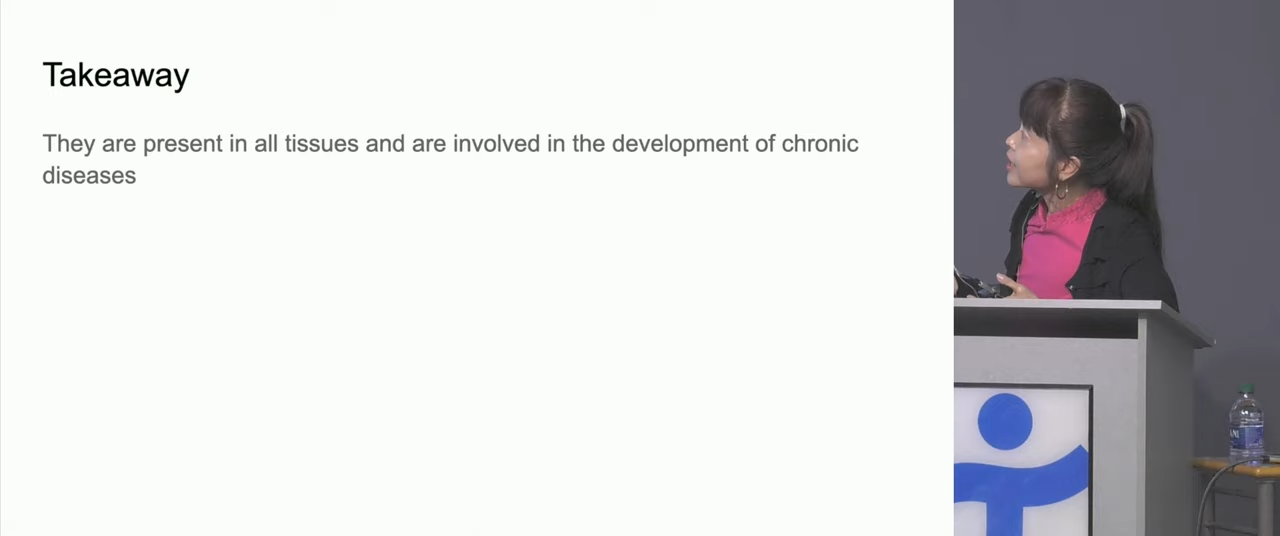 Takeaway
They are present in all tissues and are involved in the development of chronic
diseases